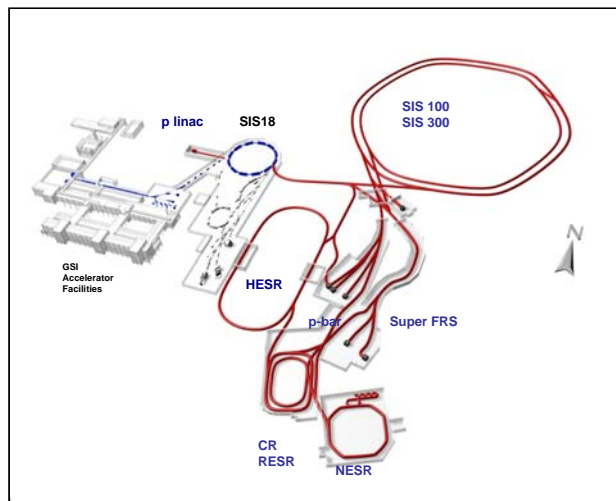 p linac
SIS18
SIS 100
SIS 300
N
GSI
Accelerator
Facilities
HESR
p-bar
Super FRS
CR
RESR
NESR